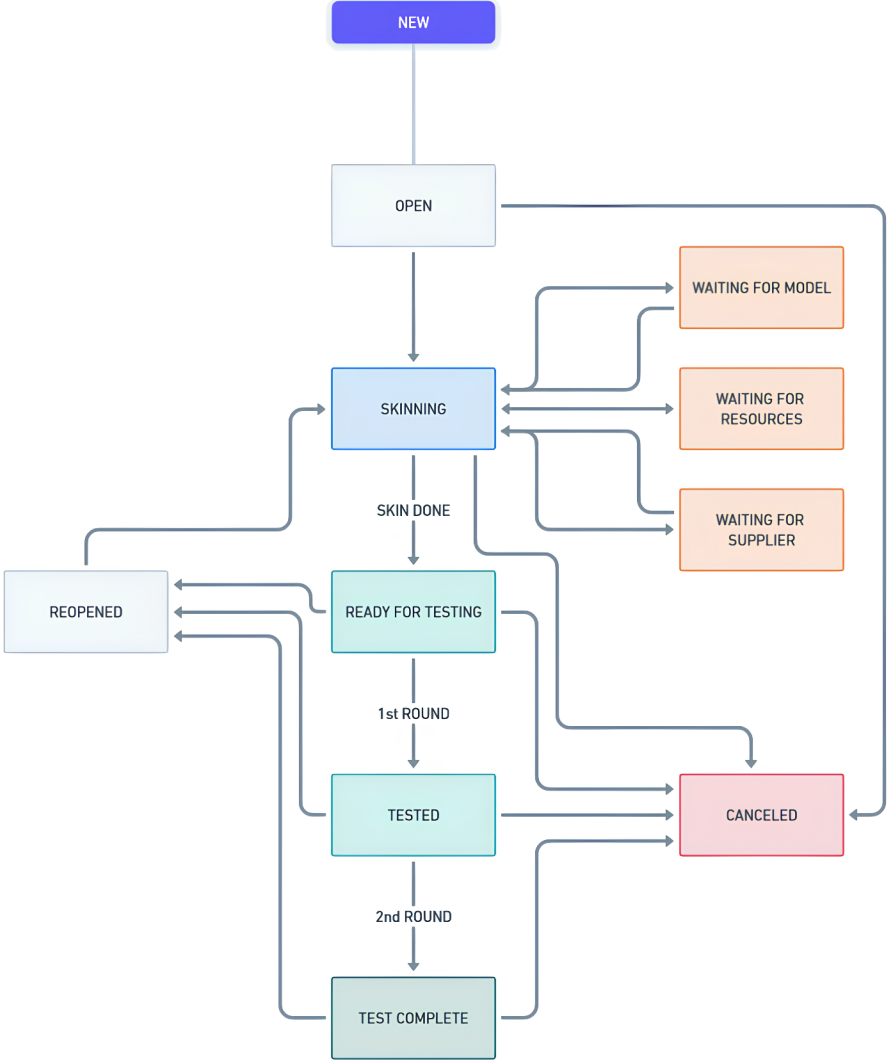 NEW
OPEN
WAITING FOR MODEL
SKINNING
WAITING FOR
RESOURCES
SKIN DONE
WAITING FOR
SUPPLIER
REOPENED
READY FOR TESTING
1st ROUND
TESTED
CANCELED
2nd ROUND
TEST COMPLETE